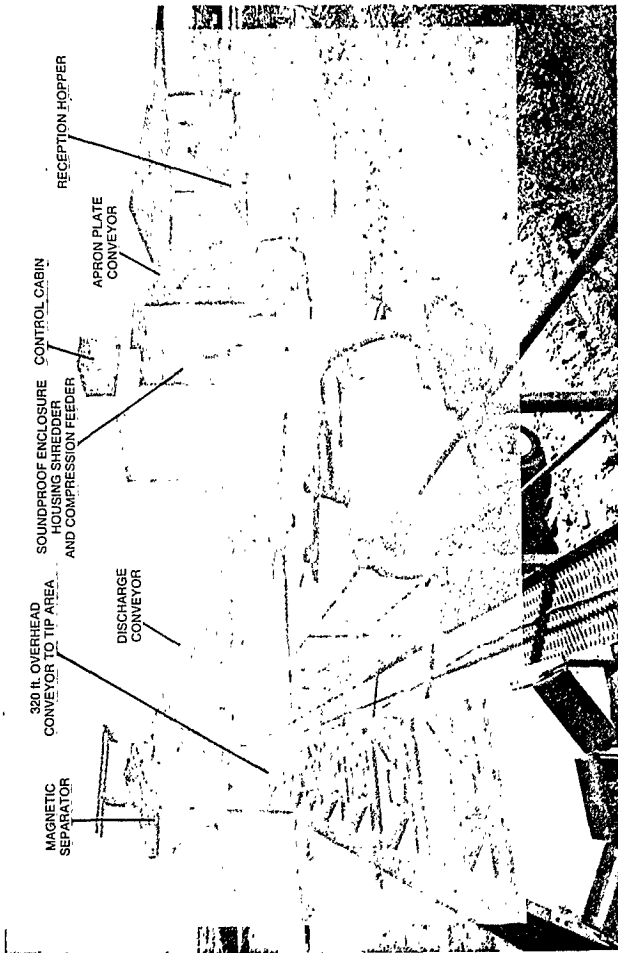 MAGNETIC
SEPARATOR
320 ft. OVERHEAD
CONVEYOR TO TIP AREA
DISCHARGE
CONVEYOR
SOUNDPROOF ENCLOSURE
HOUSING SHREDDER
AND COMPRESSION FEEDER
CONTROL CABIN
APRON PLATE
CONVEYOR
RECEPTION HOPPER